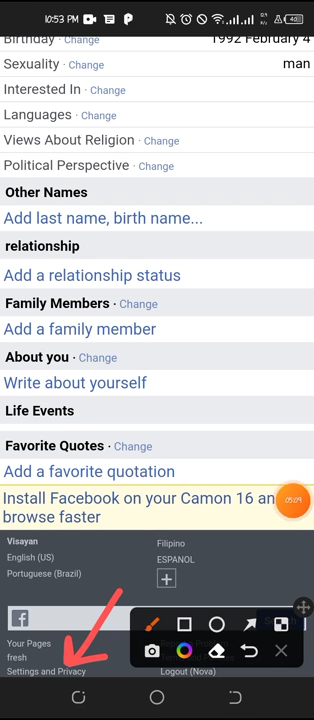 10:53 PM
40
Birthday · Change 1992 February 4
Sexuality · Change man
Interested In · Change
Languages · Change
Views About Religion · Change
Political Perspective · Change
Other Names
Add last name, birth name...
relationship
Add a relationship status
Family Members · Change
Add a family member
About you · Change
Write about yourself
Life Events
Favorite Quotes · Change
Add a favorite quotation
Install Facebook on your Camon 16 an
browse faster
05:09
Visayan
Filipino
English (US)
ESPANOL
Portuguese (Brazil)
Your Pages
fresh
Settings and Privacy
Logout (Nova)